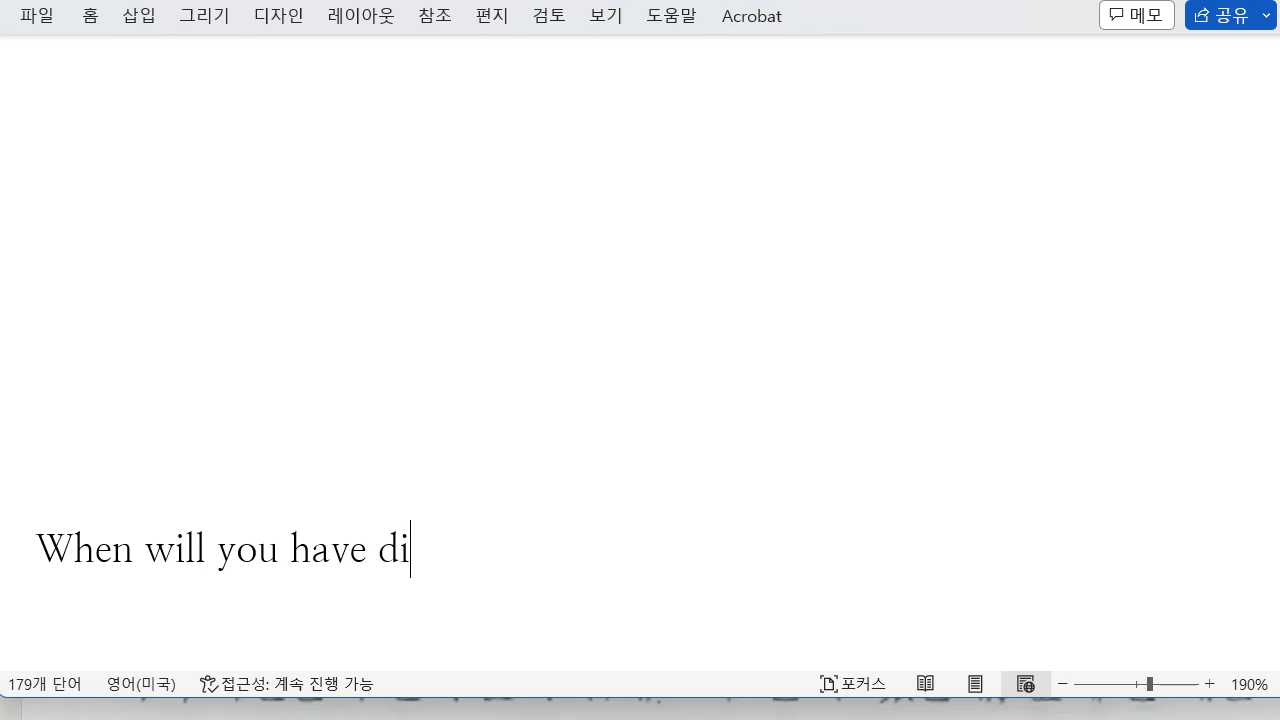 파일 홈 삽입 그리기 디자인 레이아웃 참조 편지 검토 보기 도움말 Acrobat 메모 공유
When will you have di
179개 단어 영어(미국) 접근성: 계속 진행 가능 포커스 190%